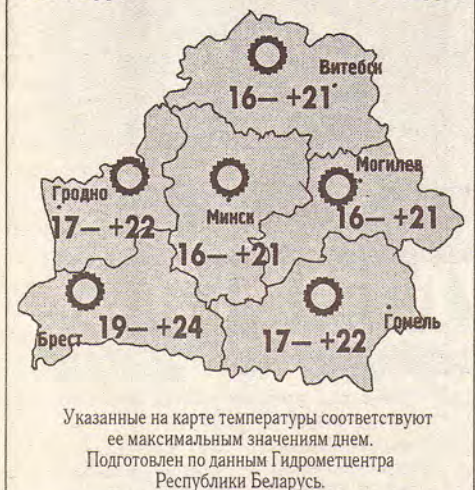 Витебск
16— +21
Могилев
16— +21
Гродно
17— +22
Минск
16— +21
Брест
19— +24
Гомель
17— +22
Указанные на карте температуры соответствуют
ее максимальным значениям днем.
Подготовлен по данным Гидрометцентра
Республики Беларусь.